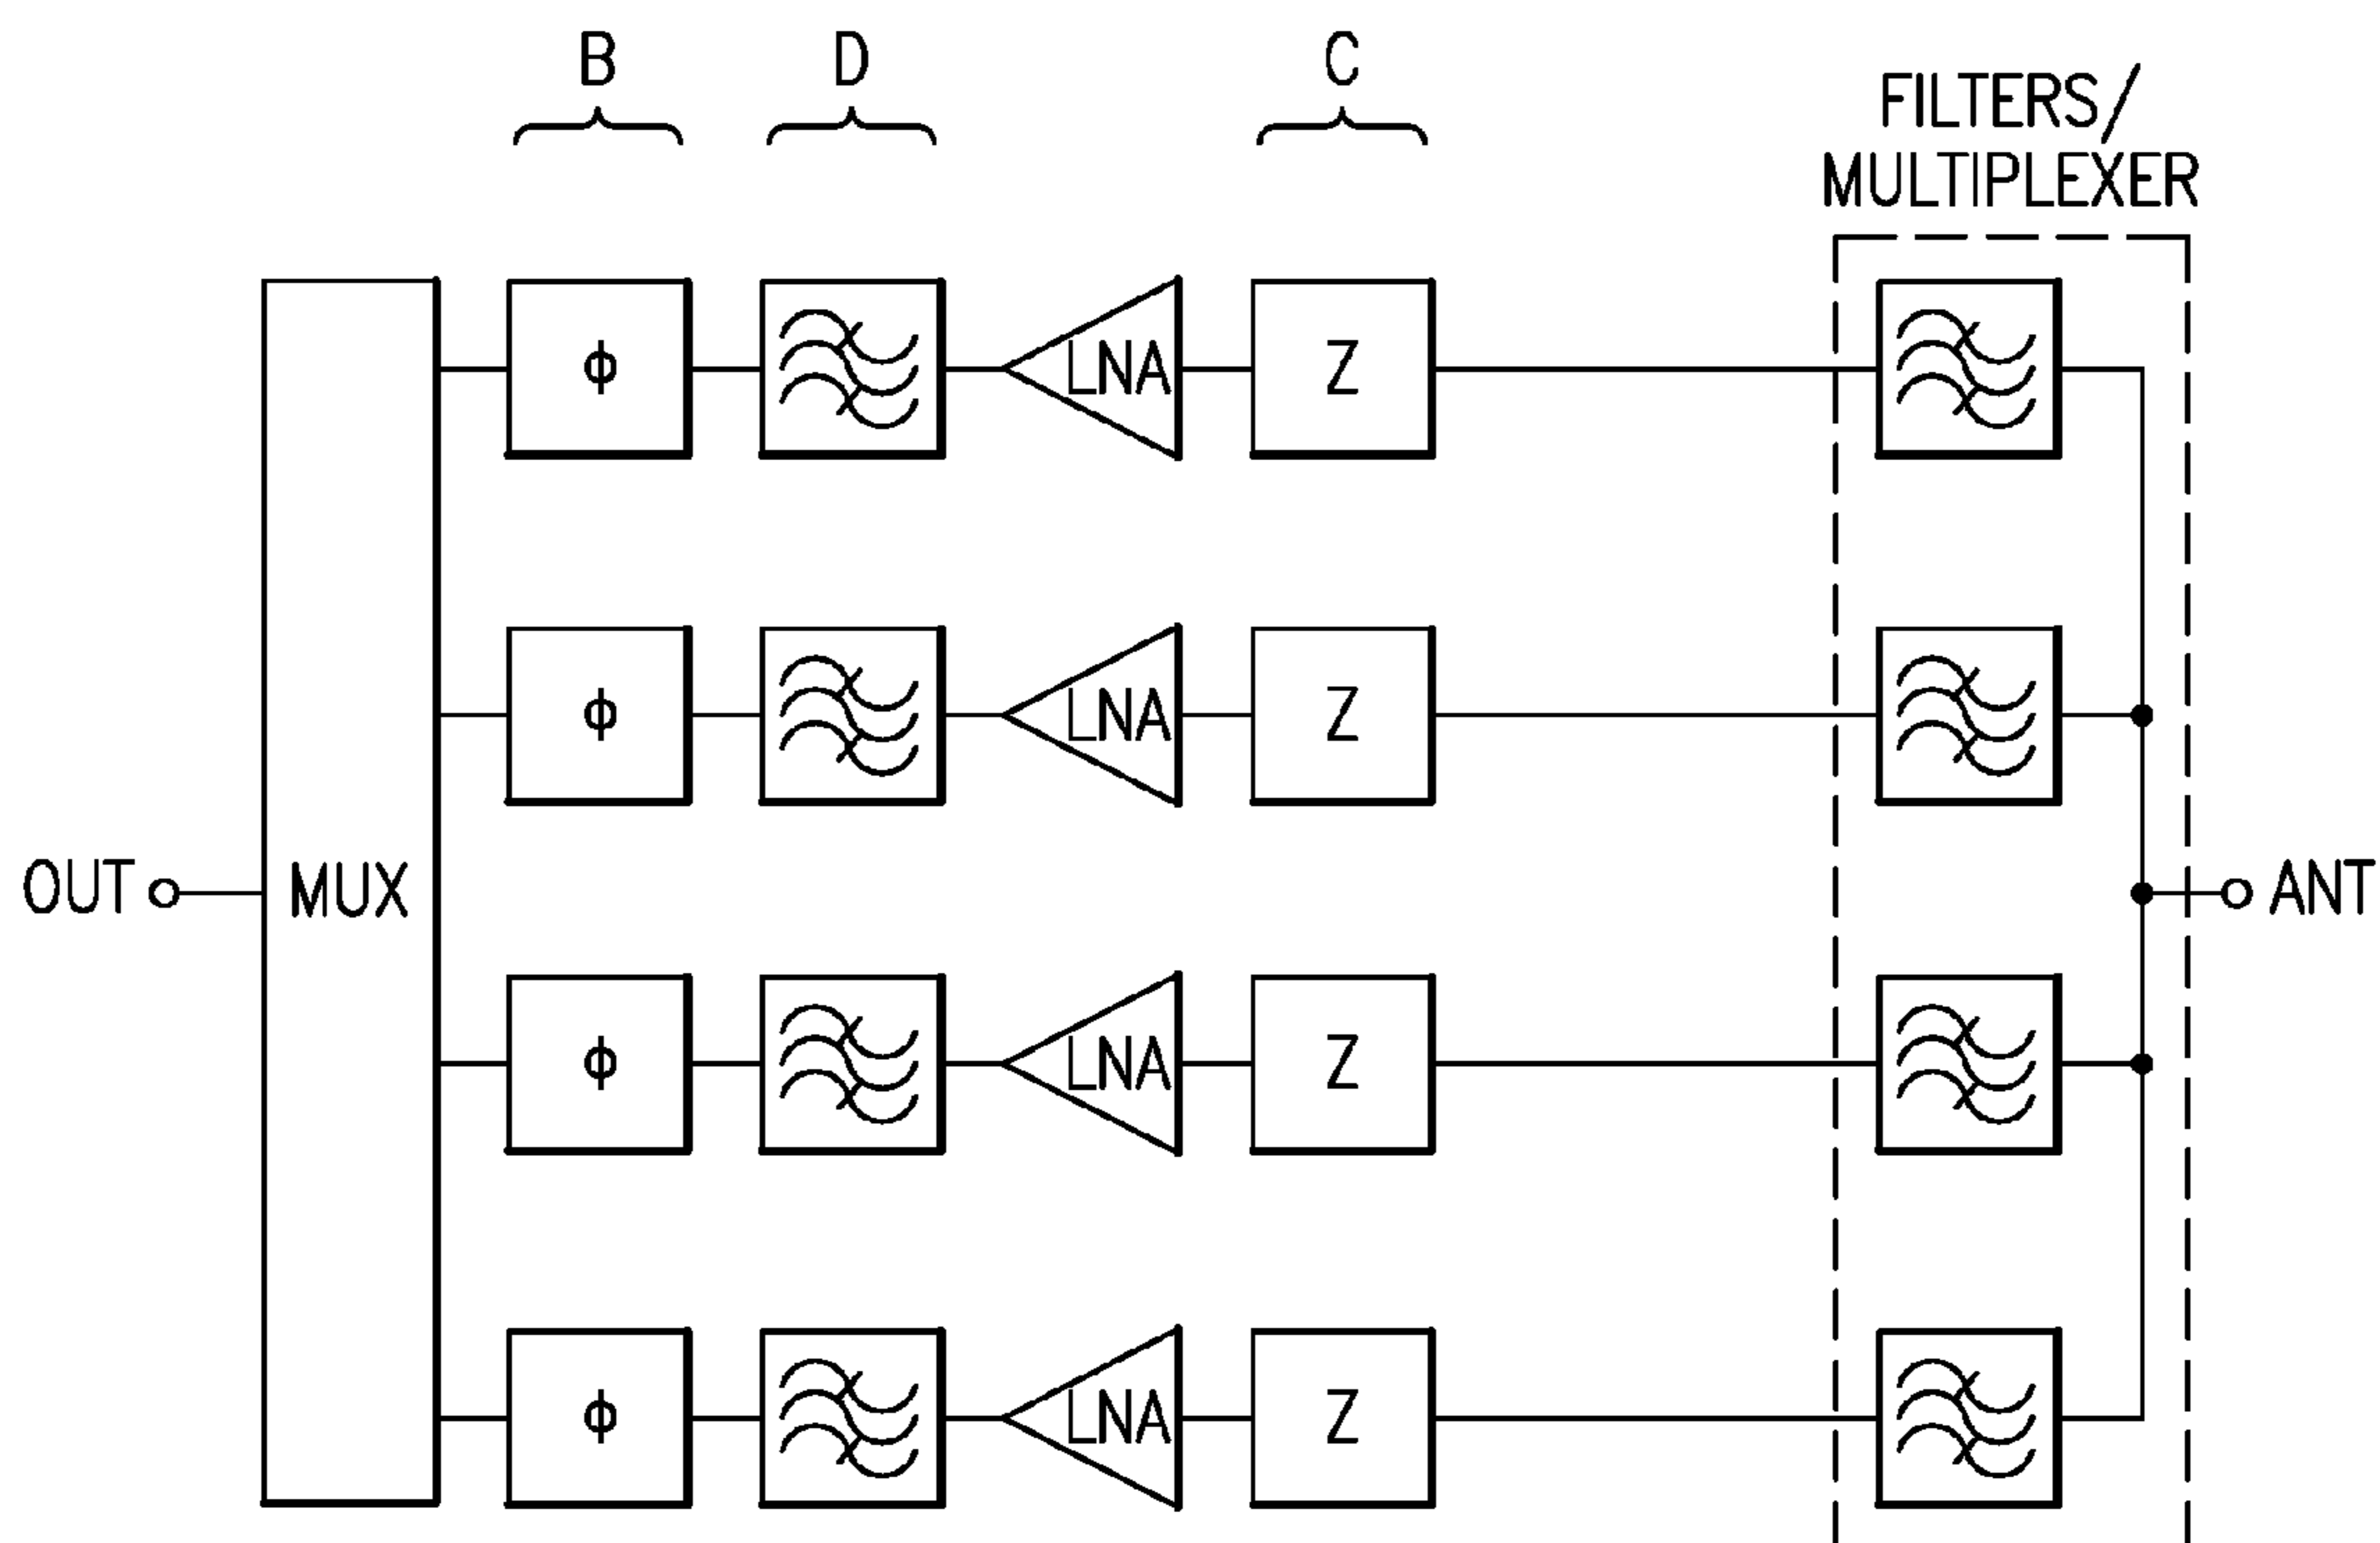 B D C
FILTERS/
MULTIPLEXER
ϕ LNA Z
ϕ LNA Z
OUT MUX ANT
ϕ LNA Z
ϕ LNA Z